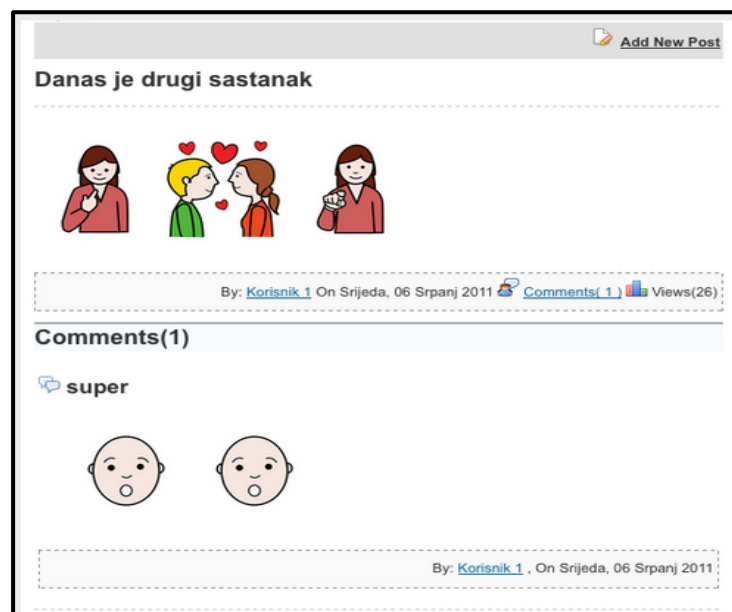 Add New Post
Danas je drugi sastanak
By: Korisnik 1 On Srijeda, 06 Srpanj 2011 Comments( 1 ) Views(26)
Comments(1)
super
By: Korisnik 1 , On Srijeda, 06 Srpanj 2011